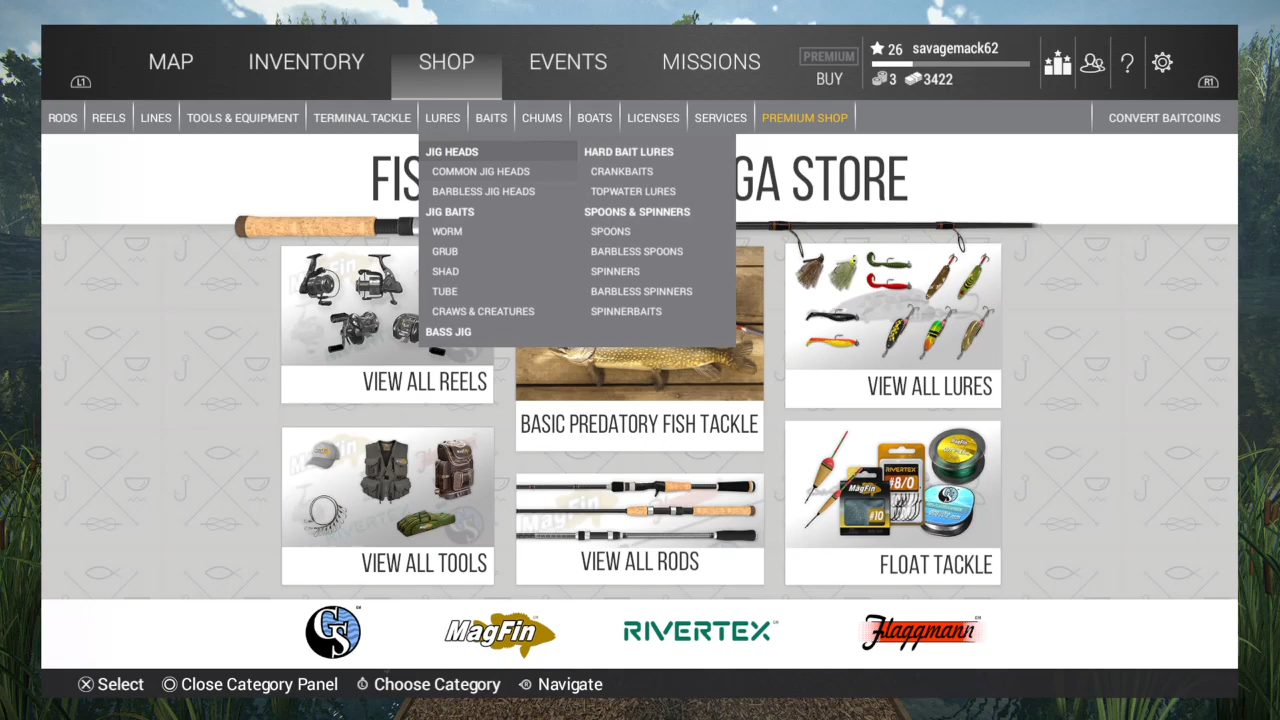 MAP
INVENTORY
SHOP
EVENTS
MISSIONS
PREMIUM
BUY
26 savagemack62
3 3422
L1
R1
RODS
REELS
LINES
TOOLS & EQUIPMENT
TERMINAL TACKLE
LURES
BAITS
CHUMS
BOATS
LICENSES
SERVICES
PREMIUM SHOP
CONVERT BAITCOINS
JIG HEADS
COMMON JIG HEADS
BARBLESS JIG HEADS
JIG BAITS
WORM
GRUB
SHAD
TUBE
CRAWS & CREATURES
BASS JIG
HARD BAIT LURES
CRANKBAITS
TOPWATER LURES
SPOONS & SPINNERS
SPOONS
BARBLESS SPOONS
SPINNERS
BARBLESS SPINNERS
SPINNERBAITS
FIS GA STORE
VIEW ALL REELS
BASIC PREDATORY FISH TACKLE
VIEW ALL LURES
VIEW ALL TOOLS
VIEW ALL RODS
MagFin
#10
RIVERTEX
#8/0
MagFin
FLOAT TACKLE
GS
MagFin
RIVERTEX
Flaggmann
Select
Close Category Panel
Choose Category
Navigate